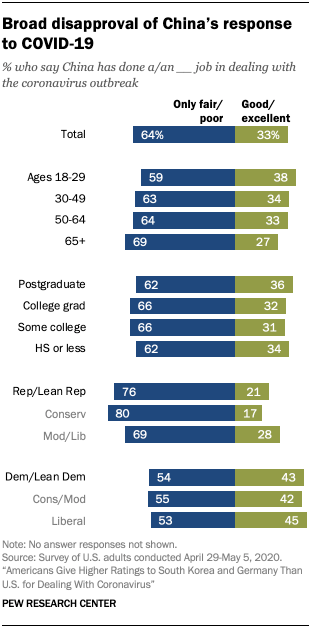 Broad disapproval of China's response
to COVID-19
% who say China has done a/an __ job in dealing with
the coronavirus outbreak
Only fair/ Good/
poor excellent
Total 64% 33%
Ages 18-29 59 38
30-49 63 34
50-64 64 33
65+ 69 27
Postgraduate 62 36
College grad 66 32
Some college 66 31
HS or less 62 34
Rep/Lean Rep 76 21
Conserv 80 17
Mod/Lib 69 28
Dem/Lean Dem 54 43
Cons/Mod 55 42
Liberal 53 45
Note: No answer responses not shown.
Source: Survey of U.S. adults conducted April 29-May 5, 2020.
"Americans Give Higher Ratings to South Korea and Germany Than
U.S. for Dealing With Coronavirus"
PEW RESEARCH CENTER